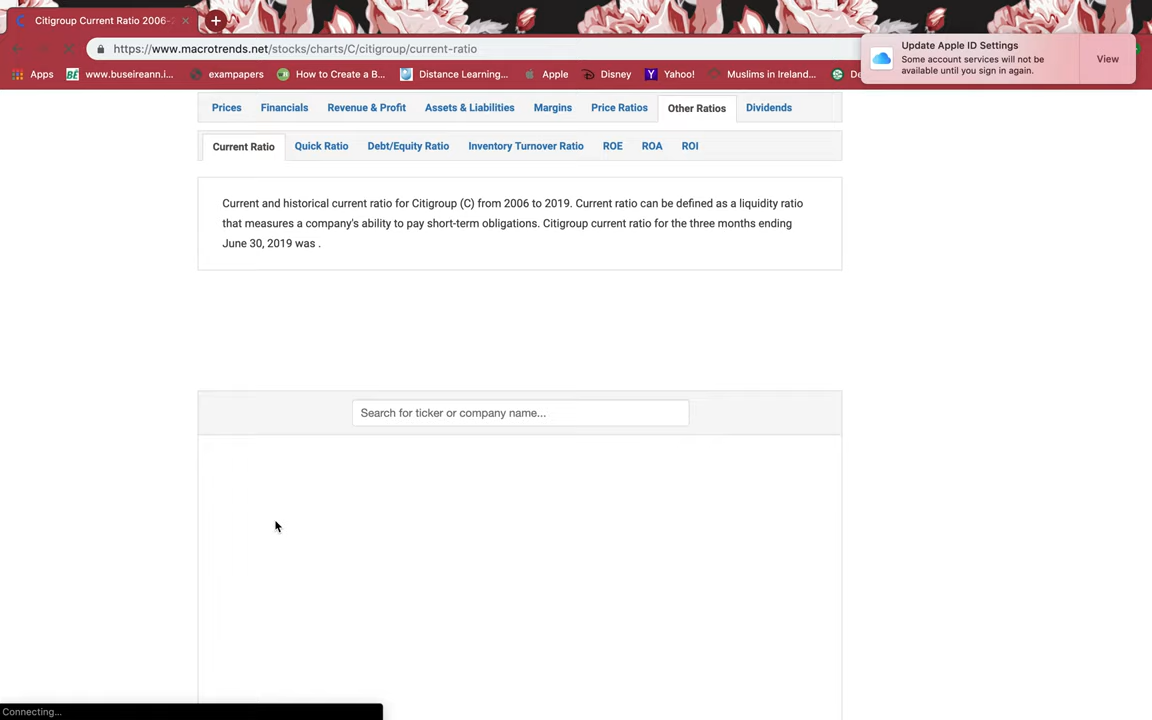 Citigroup Current Ratio 2006-
https://www.macrotrends.net/stocks/charts/C/citigroup/current-ratio
Update Apple ID Settings
Some account services will not be
available until you sign in again.
View
Apps
BÉ
www.buseireann.i...
exampapers
How to Create a B...
Distance Learning...
Apple
Disney
Yahoo!
Muslims in Ireland...
Prices Financials Revenue & Profit Assets & Liabilities Margins Price Ratios Other Ratios Dividends
Current Ratio Quick Ratio Debt/Equity Ratio Inventory Turnover Ratio ROE ROA ROI
Current and historical current ratio for Citigroup (C) from 2006 to 2019. Current ratio can be defined as a liquidity ratio
that measures a company's ability to pay short-term obligations. Citigroup current ratio for the three months ending
June 30, 2019 was .
Search for ticker or company name...
Connecting...